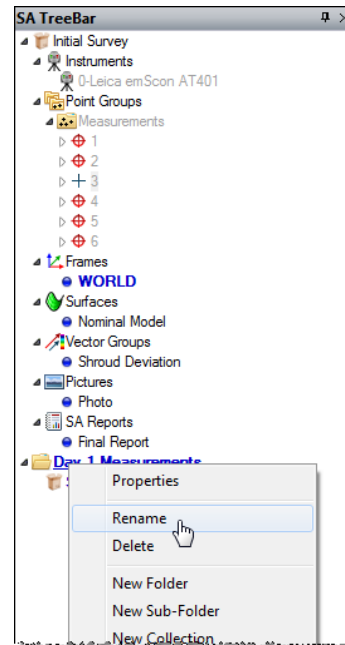 SA TreeBar
Initial Survey
Instruments
0-Leica emScon AT401
Point Groups
Measurements
1
2
3
4
5
6
Frames
WORLD
Surfaces
Nominal Model
Vector Groups
Shroud Deviation
Pictures
Photo
SA Reports
Final Report
Day 1 Measurements
S
Properties
Rename
Delete
New Folder
New Sub-Folder
New Collection